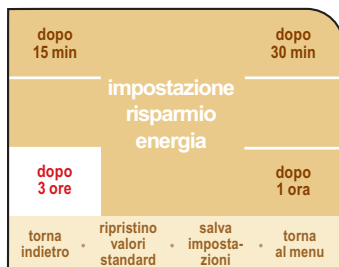 dopo
15 min
dopo
30 min
impostazione
risparmio
energia
dopo
3 ore
dopo
1 ora
torna
indietro
•
ripristino
valori
standard
•
salva
imposta-
zioni
•
torna
al menu